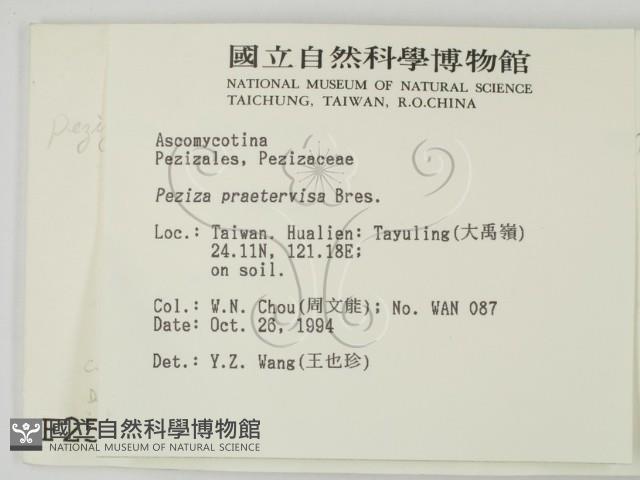 國立自然科學博物館
NATIONAL MUSEUM OF NATURAL SCIENCE
TAICHUNG, TAIWAN, R.O.CHINA
Ascomycotina
Pezizales, Pezizaceae
Peziza praetervisa Bres.
Loc.: Taiwan. Hualien: Tayuling(大禹嶺)
24.11N, 121.18E;
on soil.
Col.: W.N. Chou(周文能); No. WAN 087
Date: Oct. 26, 1994
Det.: Y.Z. Wang(王也珍)
國立自然科學博物館
NATIONAL MUSEUM OF NATURAL SCIENCE